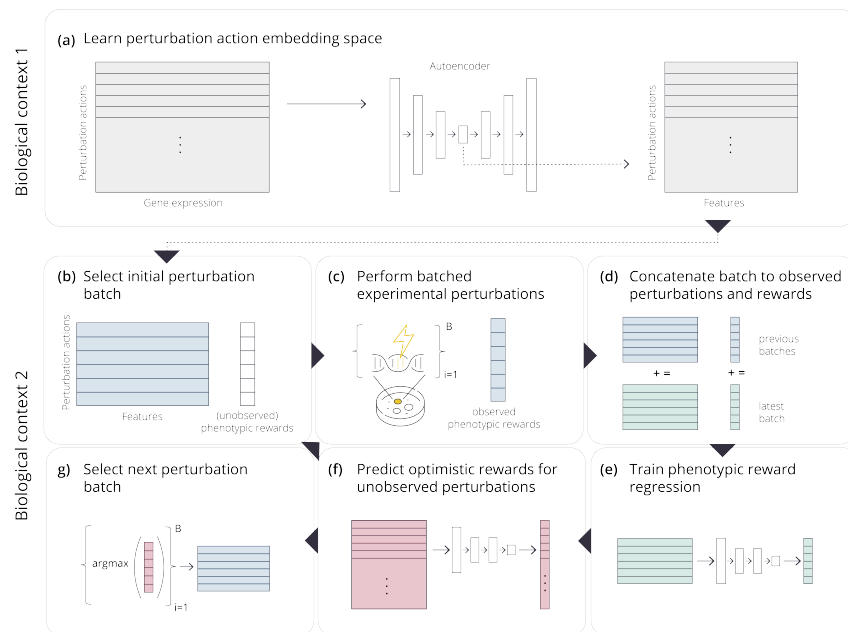 Biological context 1
(a) Learn perturbation action embedding space
Autoencoder
Perturbation actions
Gene expression
Perturbation actions
Features
Biological context 2
(b) Select initial perturbation
batch
Perturbation actions
Features
(unobserved)
phenotypic rewards
(c) Perform batched
experimental perturbations
B
i=1
observed
phenotypic rewards
(d) Concatenate batch to observed
perturbations and rewards
previous
batches
+ =
+ =
latest
batch
g) Select next perturbation
batch
B
argmax
i=1
(f) Predict optimistic rewards for
unobserved perturbations
(e) Train phenotypic reward
regression